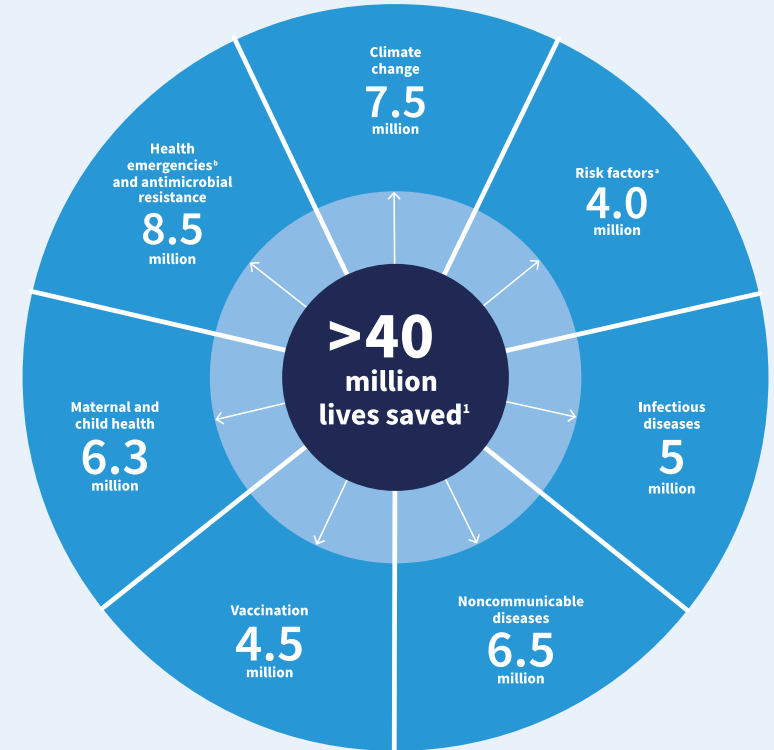 Climate
change
7.5
million
Risk factorsᵃ
4.0
million
Infectious
diseases
5
million
Noncommunicable
diseases
6.5
million
Vaccination
4.5
million
Maternal and
child health
6.3
million
Health
emergenciesᵇ
and antimicrobial
resistance
8.5
million
>40
million
lives saved¹